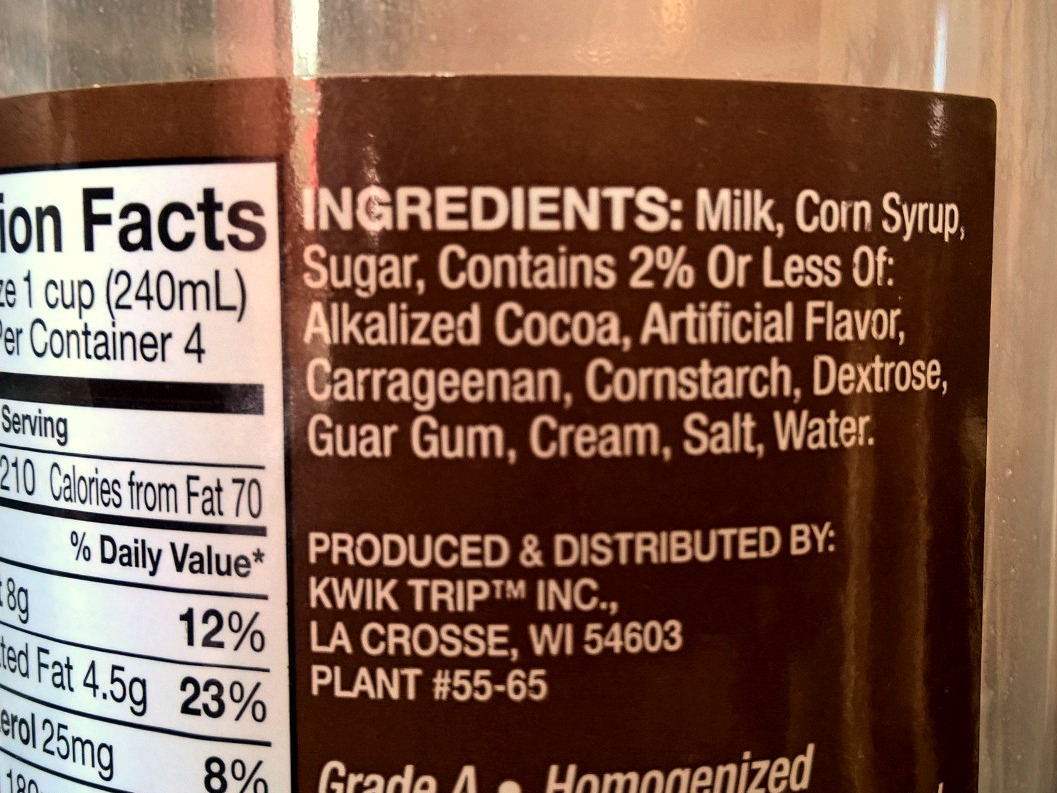 ion Facts
ze 1 cup (240mL)
Per Container 4
Serving
210 Calories from Fat 70
% Daily Value*
t 8g 12%
ted Fat 4.5g 23%
erol 25mg 8%
INGREDIENTS: Milk, Corn Syrup,
Sugar, Contains 2% Or Less Of:
Alkalized Cocoa, Artificial Flavor,
Carrageenan, Cornstarch, Dextrose,
Guar Gum, Cream, Salt, Water.
PRODUCED & DISTRIBUTED BY:
KWIK TRIP™ INC.,
LA CROSSE, WI 54603
PLANT #55-65
Grade A • Homogenized